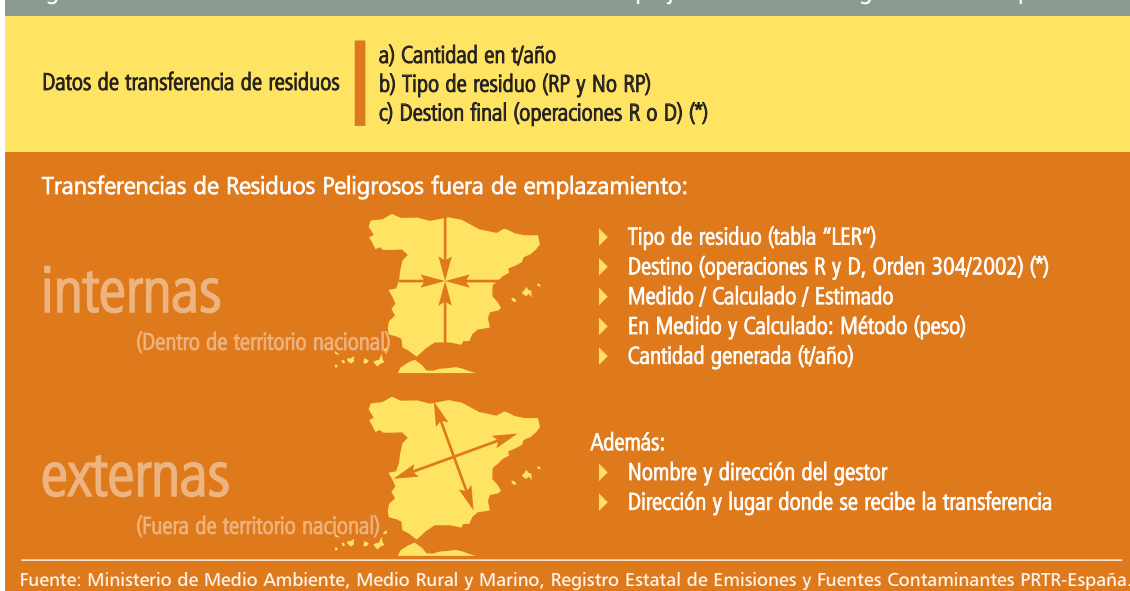 Datos de transferencia de residuos
a) Cantidad en t/año
b) Tipo de residuo (RP y No RP)
c) Destion final (operaciones R o D) (*)
Transferencias de Residuos Peligrosos fuera de emplazamiento:
internas
(Dentro de territorio nacional)
Tipo de residuo (tabla “LER”)
Destino (operaciones R y D, Orden 304/2002) (*)
Medido / Calculado / Estimado
En Medido y Calculado: Método (peso)
Cantidad generada (t/año)
externas
(Fuera de territorio nacional)
Además:
Nombre y dirección del gestor
Dirección y lugar donde se recibe la transferencia
Fuente: Ministerio de Medio Ambiente, Medio Rural y Marino, Registro Estatal de Emisiones y Fuentes Contaminantes PRTR-España.